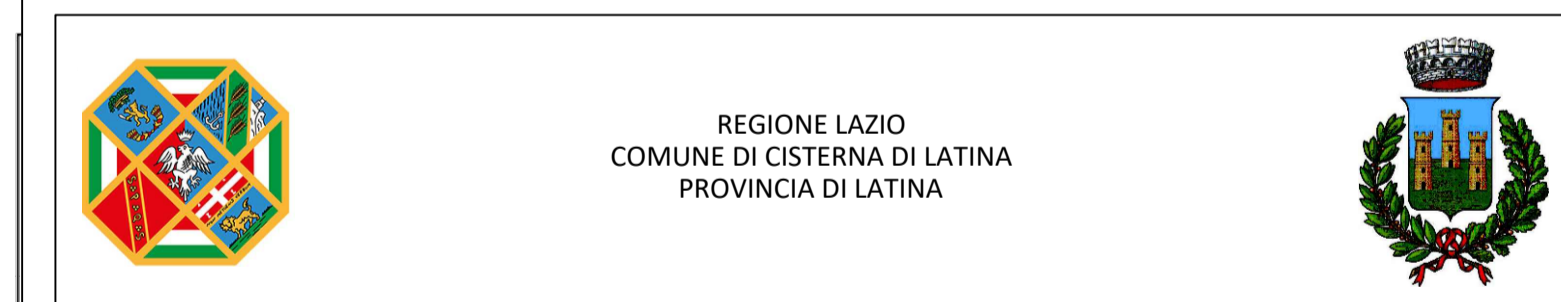 REGIONE LAZIO
COMUNE DI CISTERNA DI LATINA
PROVINCIA DI LATINA
S P Q S